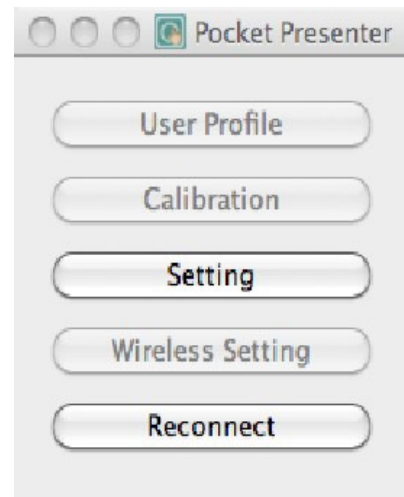 Pocket Presenter
User Profile
Calibration
Setting
Wireless Setting
Reconnect